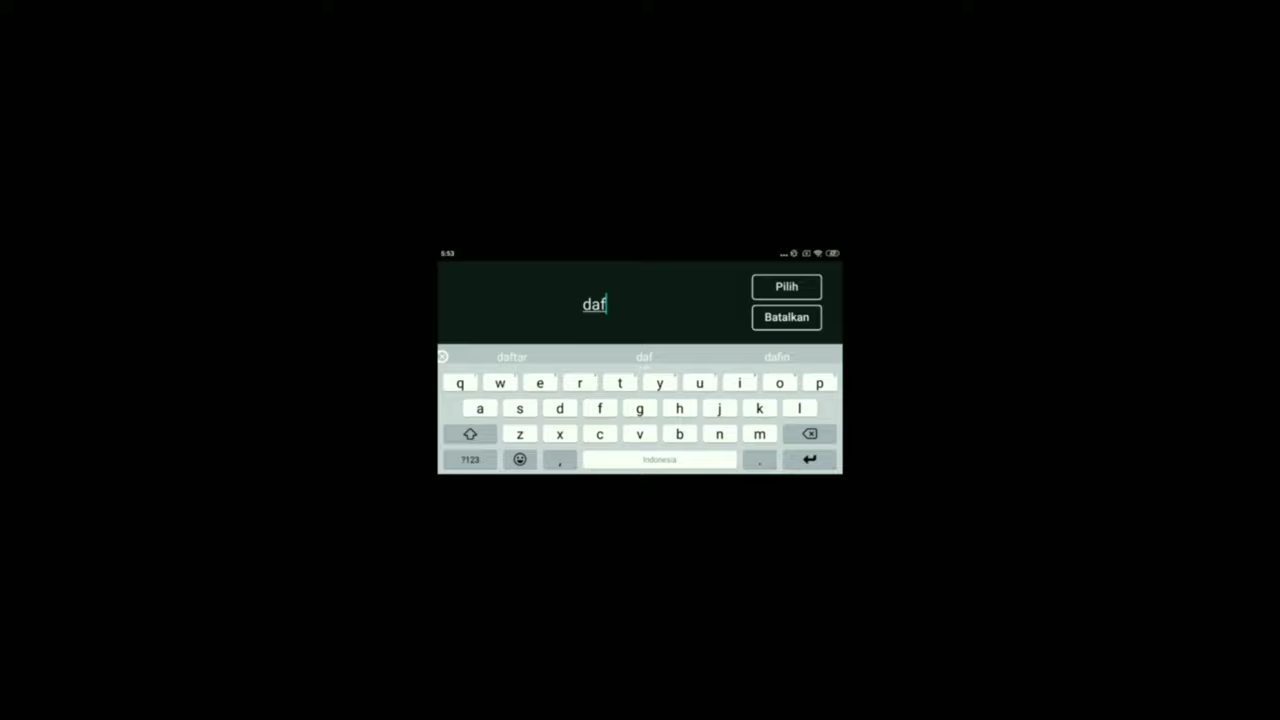 5:53
daf
Pilih
Batalkan
daftar daf dafin
q w e r t y u i o p
a s d f g h j k l
z x c v b n m
?123 , Indonesia .